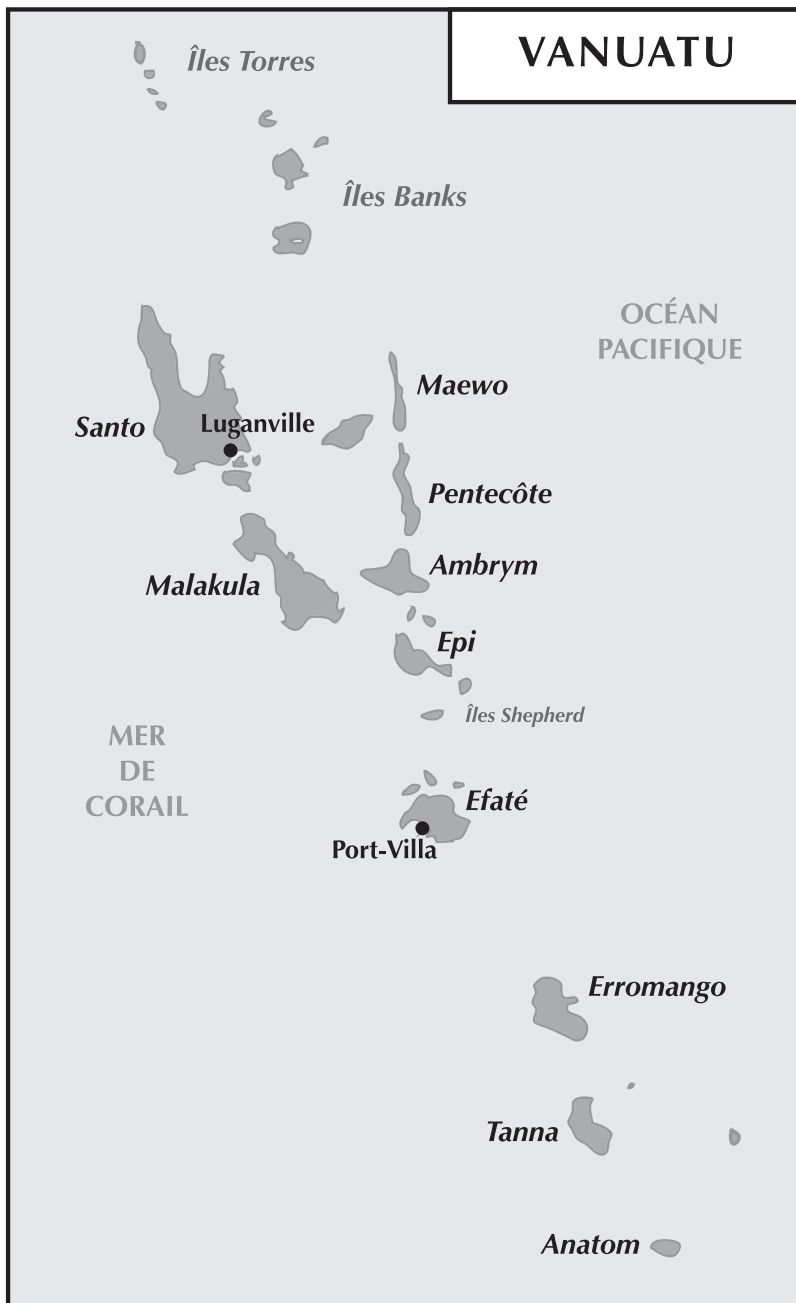 VANUATU
Îles Torres
Îles Banks
OCÉAN
PACIFIQUE
Maewo
Santo
Luganville
Pentecôte
Ambrym
Malakula
Epi
Îles Shepherd
MER
DE
CORAIL
Efaté
Port-Villa
Erromango
Tanna
Anatom